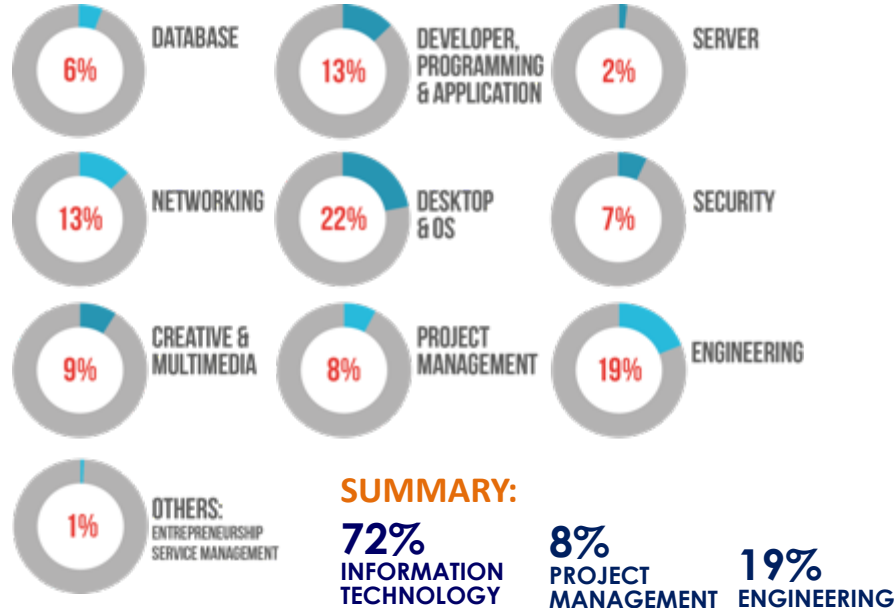 6%
DATABASE
13%
DEVELOPER,
PROGRAMMING
& APPLICATION
2%
SERVER
13%
NETWORKING
22%
DESKTOP
& OS
7%
SECURITY
9%
CREATIVE &
MULTIMEDIA
8%
PROJECT
MANAGEMENT
19%
ENGINEERING
1%
OTHERS:
ENTREPRENEURSHIP
SERVICE MANAGEMENT
SUMMARY:
72%
INFORMATION
TECHNOLOGY
8%
PROJECT
MANAGEMENT
19%
ENGINEERING